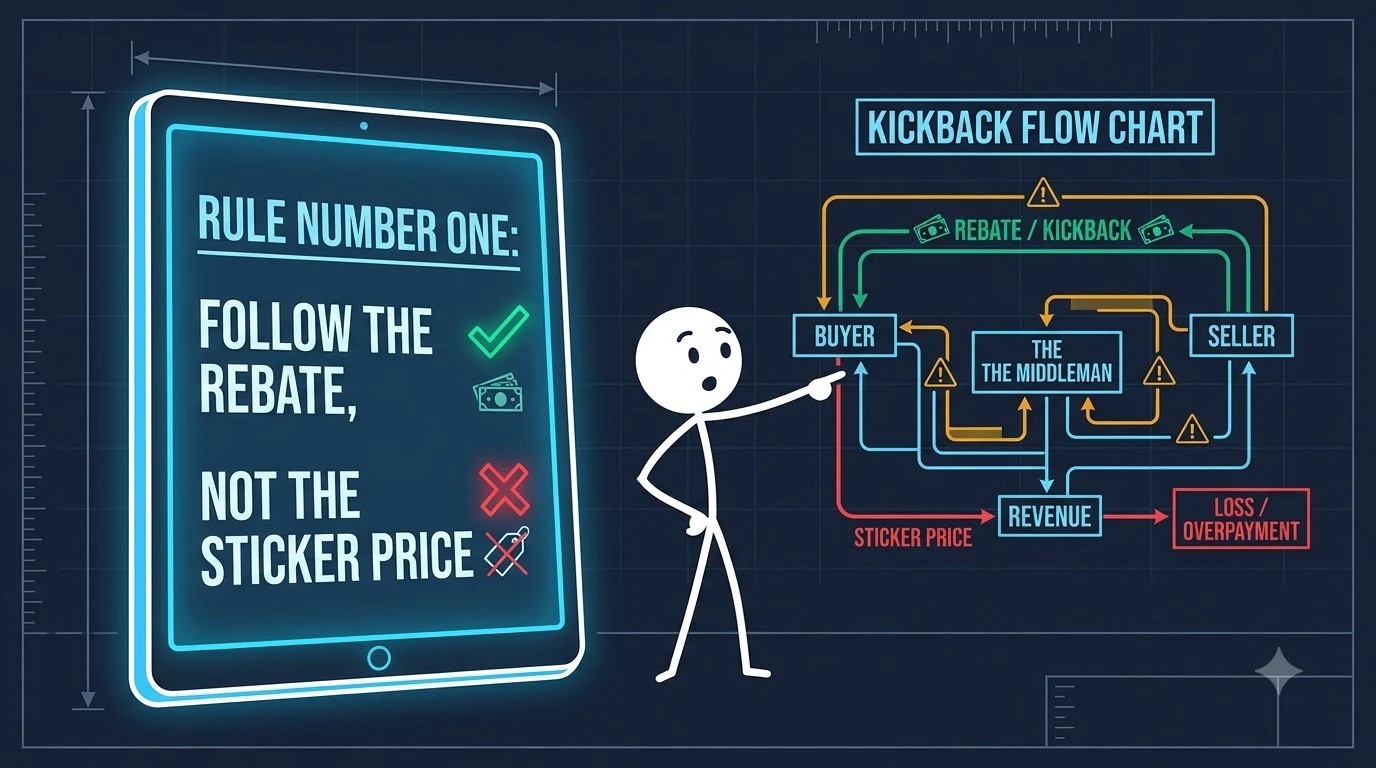 RULE NUMBER ONE:
FOLLOW THE
REBATE,
NOT THE
STICKER PRICE
KICKBACK FLOW CHART
REBATE / KICKBACK
BUYER
THE
THE MIDDLEMAN
SELLER
STICKER PRICE
REVENUE
LOSS /
OVERPAYMENT